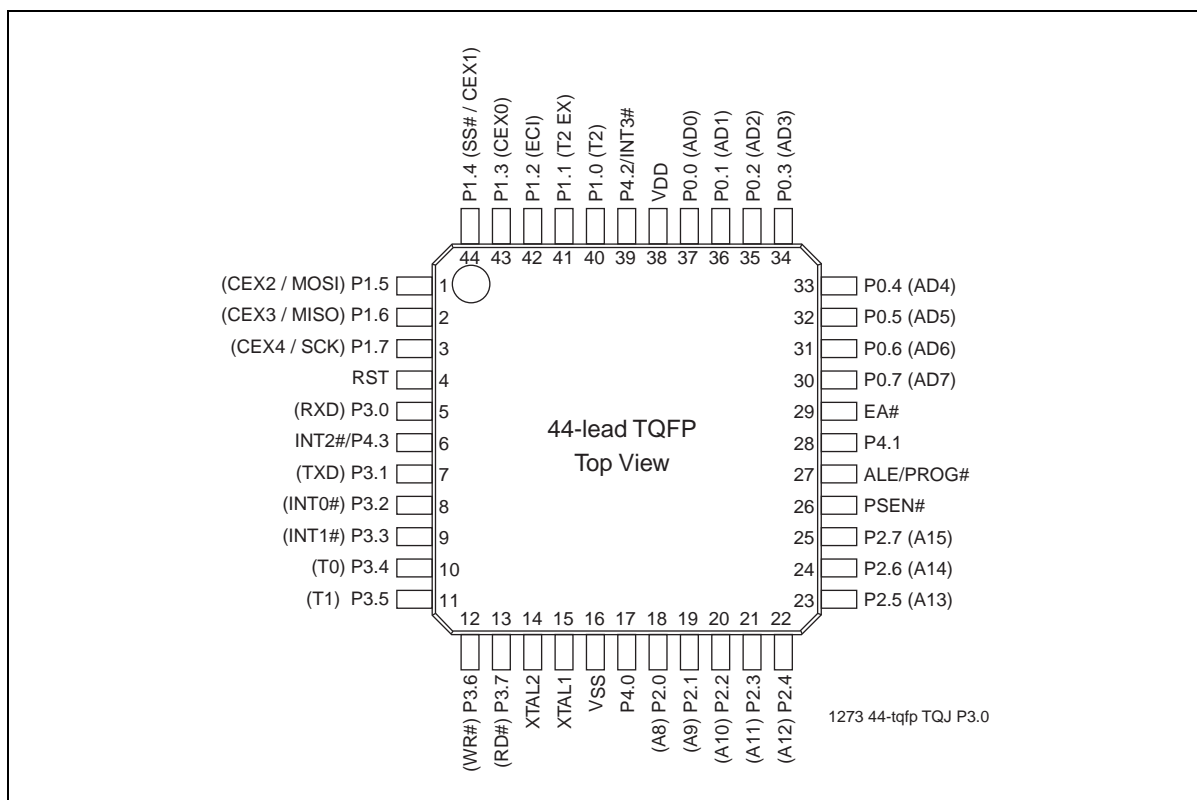 P1.4 (SS# / CEX1)
P1.3 (CEX0)
P1.2 (ECI)
P1.1 (T2 EX)
P1.0 (T2)
P4.2/INT3#
VDD
P0.0 (AD0)
P0.1 (AD1)
P0.2 (AD2)
P0.3 (AD3)
44 43 42 41 40 39 38 37 36 35 34
(CEX2 / MOSI) P1.5 1
(CEX3 / MISO) P1.6 2
(CEX4 / SCK) P1.7 3
RST 4
(RXD) P3.0 5
INT2#/P4.3 6
(TXD) P3.1 7
(INT0#) P3.2 8
(INT1#) P3.3 9
(T0) P3.4 10
(T1) P3.5 11
44-lead TQFP
Top View
33 P0.4 (AD4)
32 P0.5 (AD5)
31 P0.6 (AD6)
30 P0.7 (AD7)
29 EA#
28 P4.1
27 ALE/PROG#
26 PSEN#
25 P2.7 (A15)
24 P2.6 (A14)
23 P2.5 (A13)
12 13 14 15 16 17 18 19 20 21 22
(WR#) P3.6
(RD#) P3.7
XTAL2
XTAL1
VSS
P4.0
(A8) P2.0
(A9) P2.1
(A10) P2.2
(A11) P2.3
(A12) P2.4
1273 44-tqfp TQJ P3.0